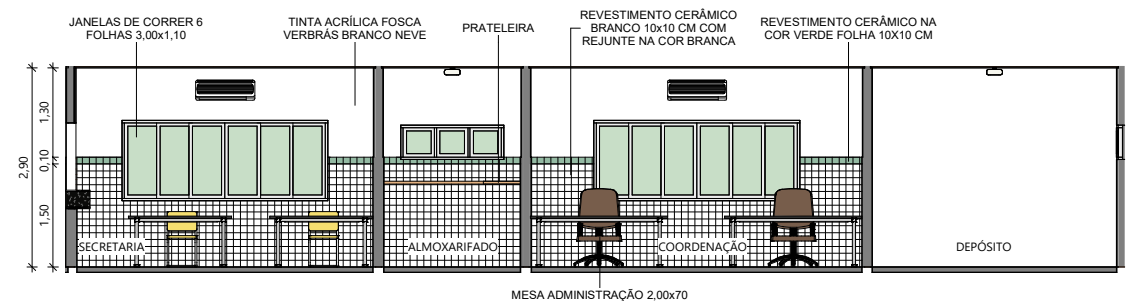 JANELAS DE CORRER 6
FOLHAS 3,00x1,10
TINTA ACRÍLICA FOSCA
VERBRÁS BRANCO NEVE
PRATELEIRA
REVESTIMENTO CERÂMICO
BRANCO 10x10 CM COM
REJUNTE NA COR BRANCA
REVESTIMENTO CERÂMICO NA
COR VERDE FOLHA 10X10 CM
2,90
1,30
0,10
1,50
SECRETARIA
ALMOXARIFADO
COORDENAÇÃO
DEPÓSITO
MESA ADMINISTRAÇÃO 2,00x70